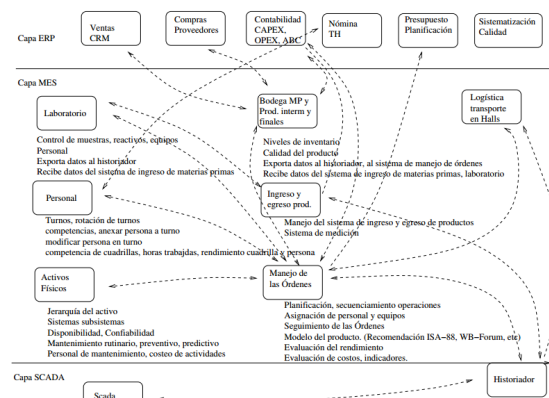 Capa ERP
Ventas
CRM
Compras
Proveedores
Contabilidad
CAPEX,
OPEX, ABC
Nómina
TH
Presupuesto
Planificación
Sistematización
Calidad
Capa MES
Laboratorio
Control de muestras, reactivos, equipos
Personal
Exporta datos al historiador
Recibe datos del sistema de ingreso de materias primas
Bodega MP y
Prod. interm y
finales
Niveles de inventario
Calidad del producto
Exporta datos al historiador, al sistema de manejo de órdenes
Recibe datos del sistema de ingreso de materias primas, laboratorio
Logística
transporte
en Halls
Personal
Turnos, rotación de turnos
competencias, anexar persona a turno
modificar persona en turno
competencia de cuadrillas, horas trabajdas, rendimiento cuadrilla y persona
Ingreso y
egreso prod.
Manejo del sistema de ingreso y egreso de productos
Sistema de medición
Activos
Físicos
Jerarquía del activo
Sistemas subsistemas
Disponibilidad, Confiabilidad
Mantenimiento rutinario, preventivo, predictivo
Personal de mantenimiento, costeo de actividades
Manejo de
las Órdenes
Planificación, secuenciamiento operaciones
Asignación de personal y equipos
Seguimiento de las Órdenes
Modelo del producto. (Recomendación ISA−88, WB−Forum, etc)
Evaluación del rendimiento
Evaluación de costos, indicadores.
Capa SCADA
Scada
Historiador